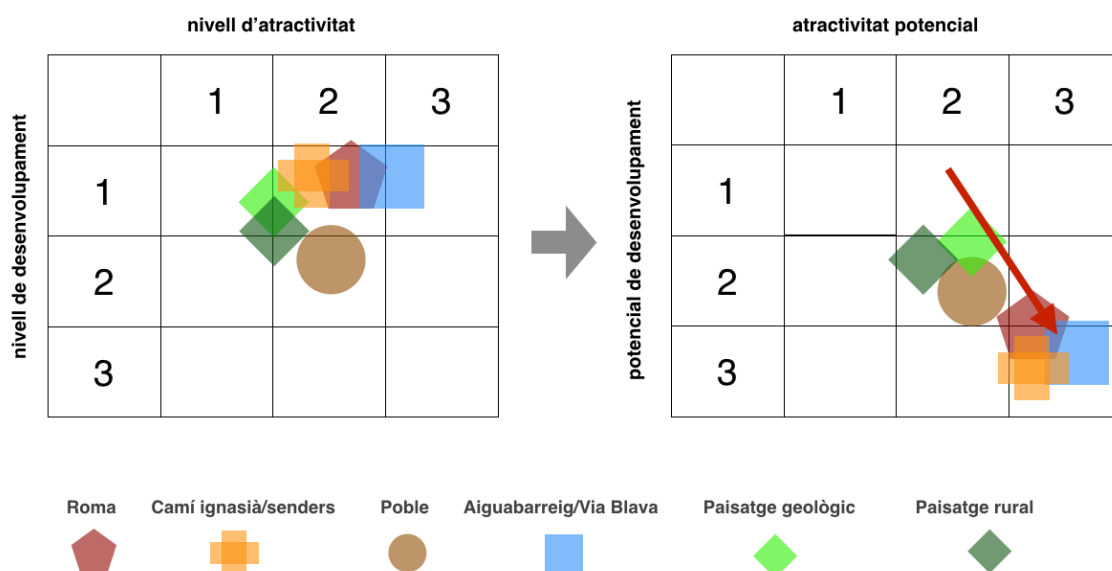 nivell d’atractivitat
atractivitat potencial
nivell de desenvolupament
1 2 3
1
2
3
potencial de desenvolupament
1 2 3
1
2
3
Roma Camí ignasià/senders Poble Aiguabarreig/Via Blava Paisatge geològic Paisatge rural